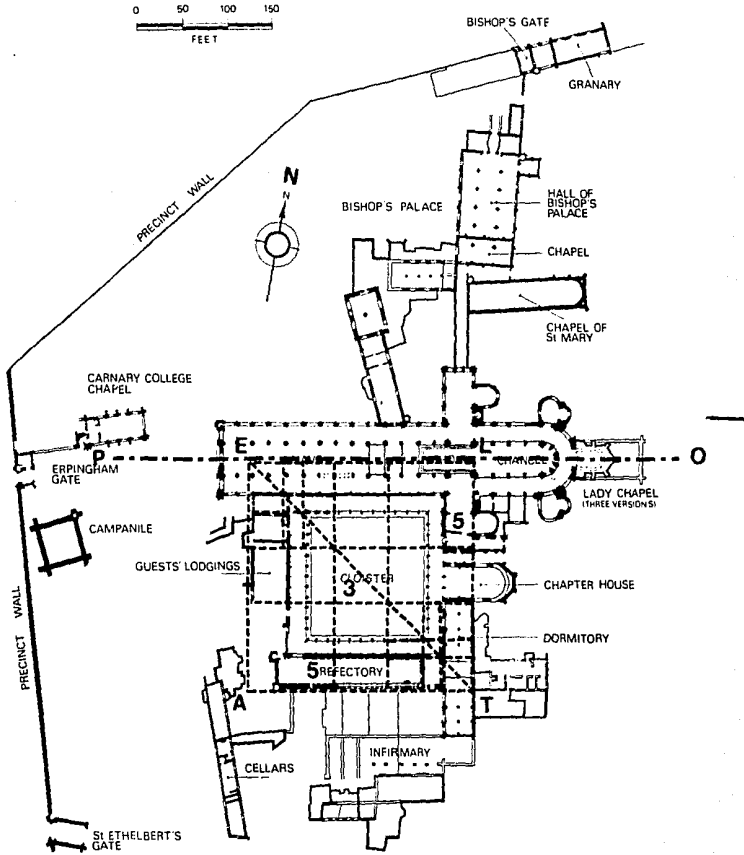 0 50 100 150
FEET
BISHOP'S GATE
GRANARY
PRECINCT WALL
N
N
BISHOP'S PALACE
HALL OF
BISHOP'S
PALACE
CHAPEL
CHAPEL OF
St MARY
CARNARY COLLEGE
CHAPEL
P
E
L
CHANCEL
O
ERPINGHAM
GATE
LADY CHAPEL
(THREE VERSIONS)
CAMPANILE
5
GUESTS' LODGINGS
CLOISTER
3
CHAPTER HOUSE
PRECINCT WALL
DORMITORY
5 REFECTORY
A
T
INFIRMARY
CELLARS
St ETHELBERT'S
GATE